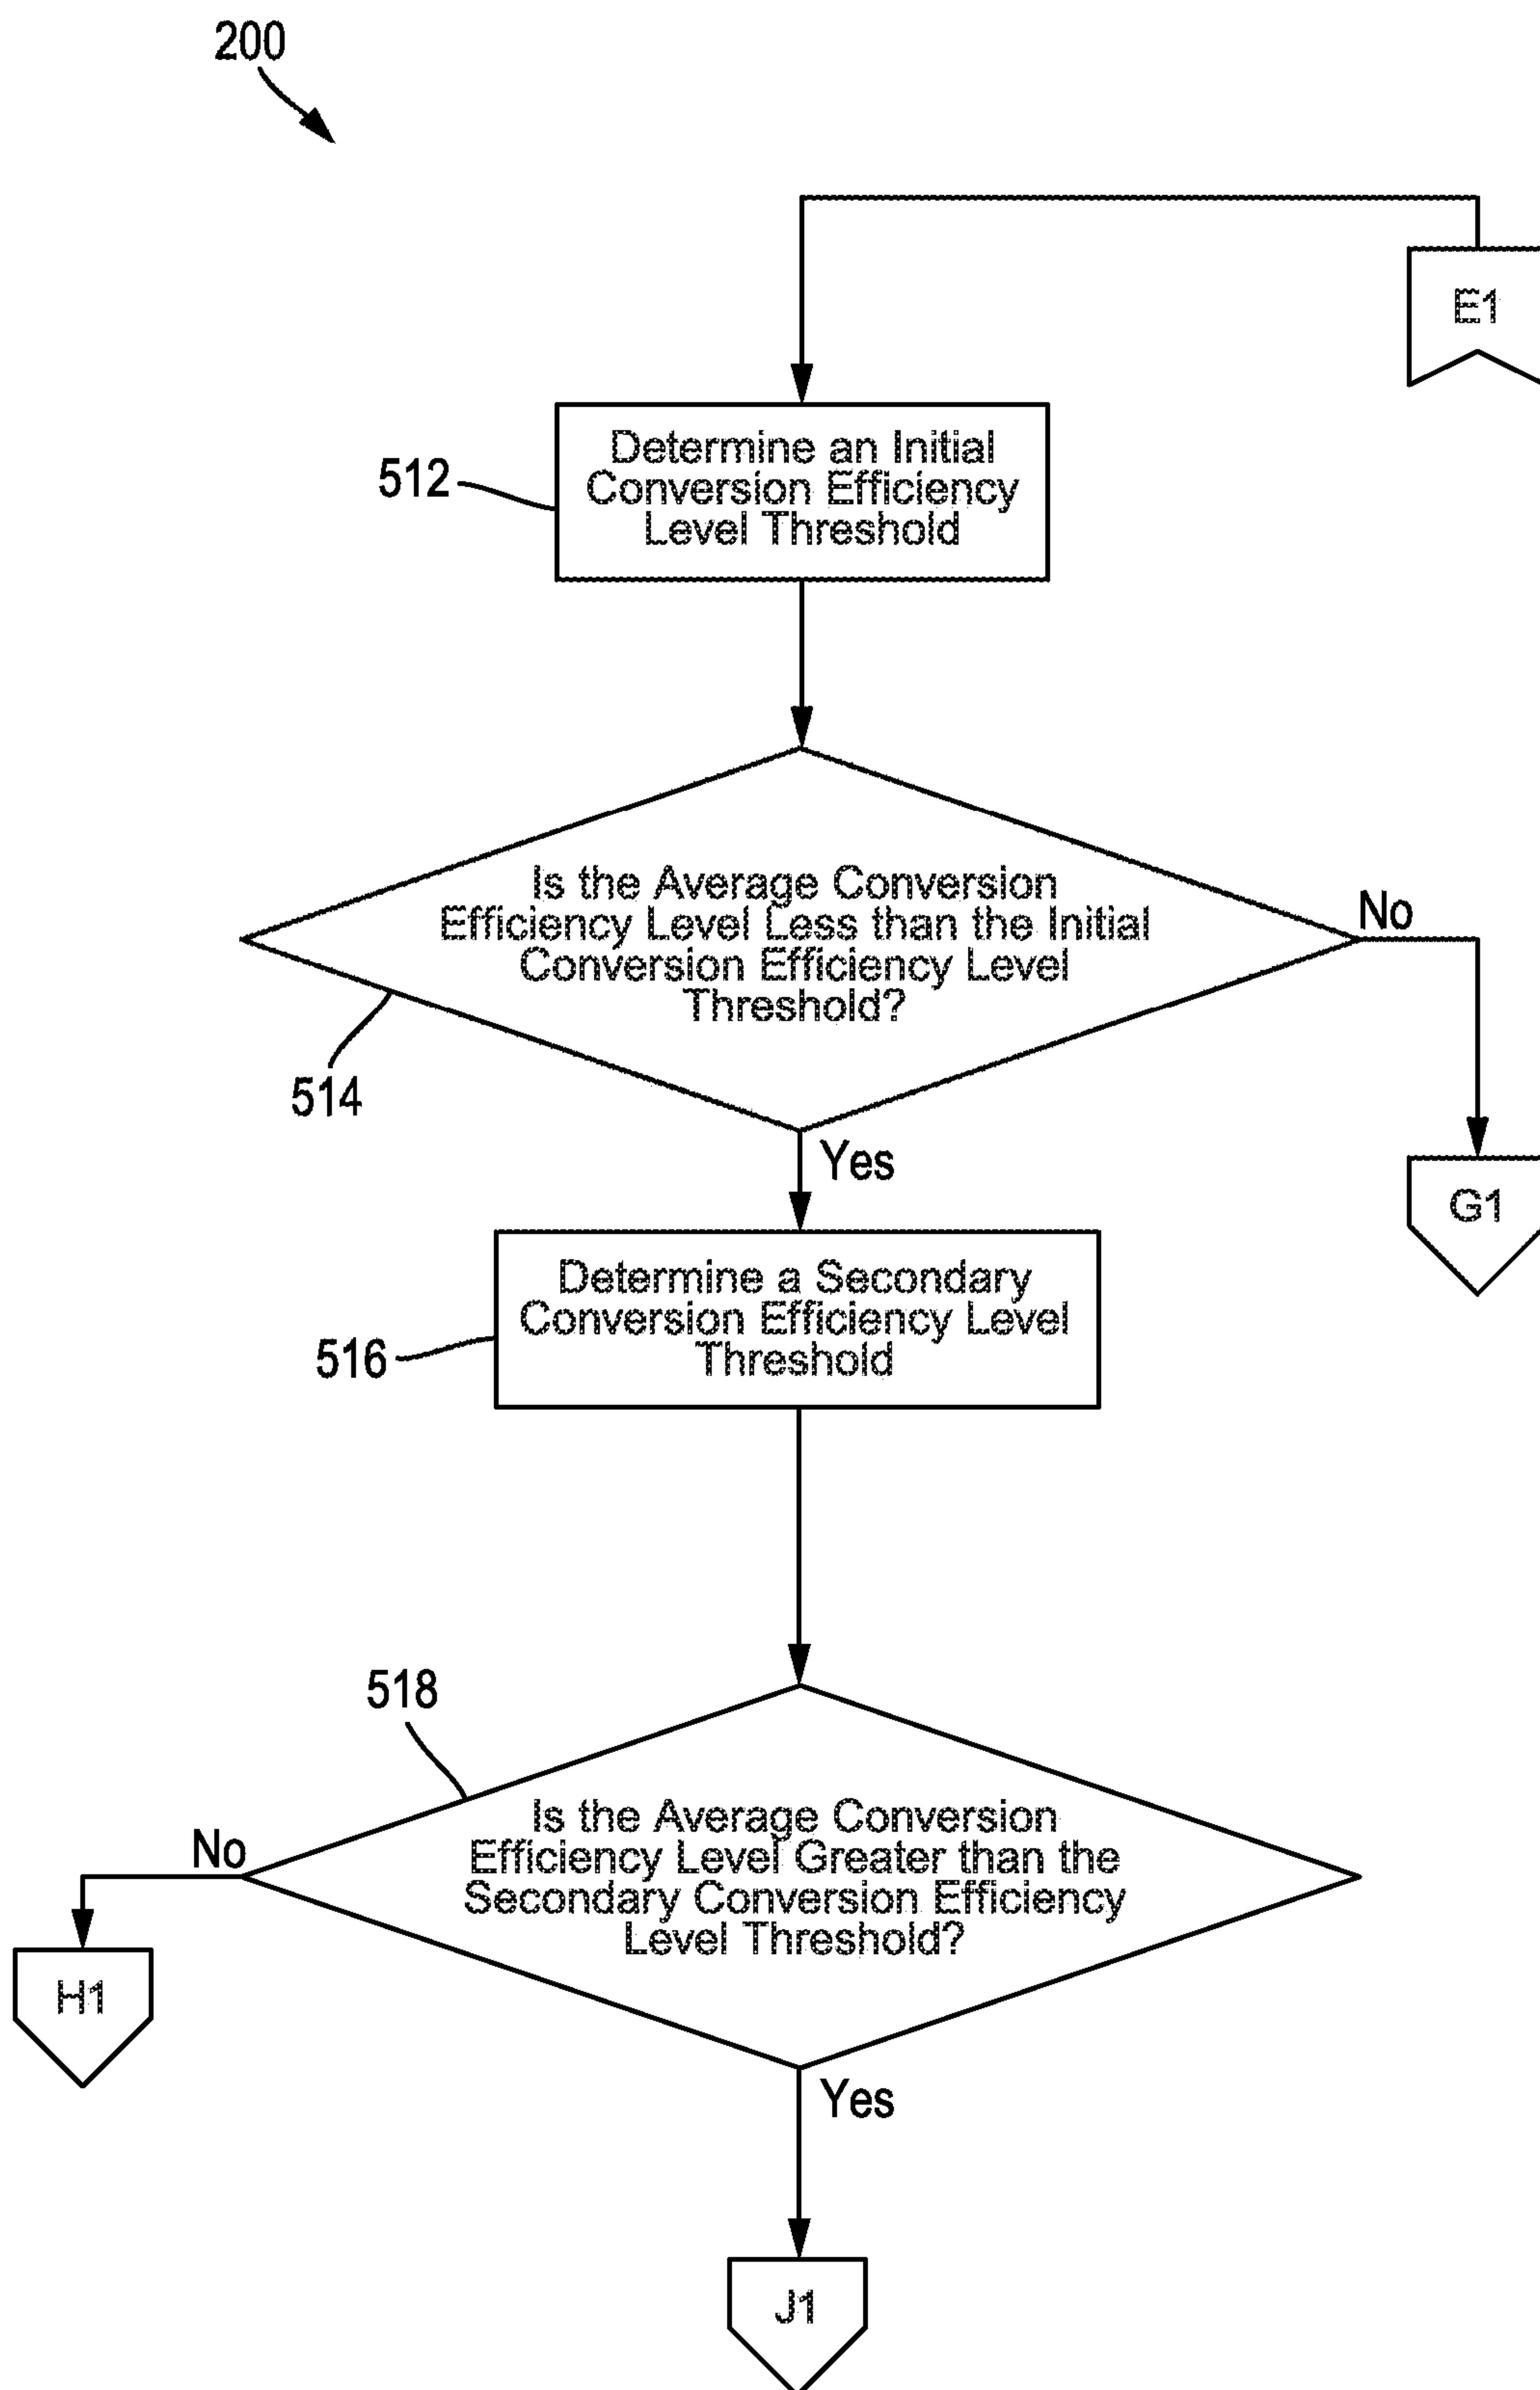 200
E1
Determine an Initial
Conversion Efficiency
Level Threshold
512
Is the Average Conversion
Efficiency Level Less than the Initial
Conversion Efficiency Level
Threshold?
No
514
Yes
G1
Determine a Secondary
Conversion Efficiency Level
Threshold
516
518
Is the Average Conversion
Efficiency Level Greater than the
Secondary Conversion Efficiency
Level Threshold?
No
H1
Yes
J1